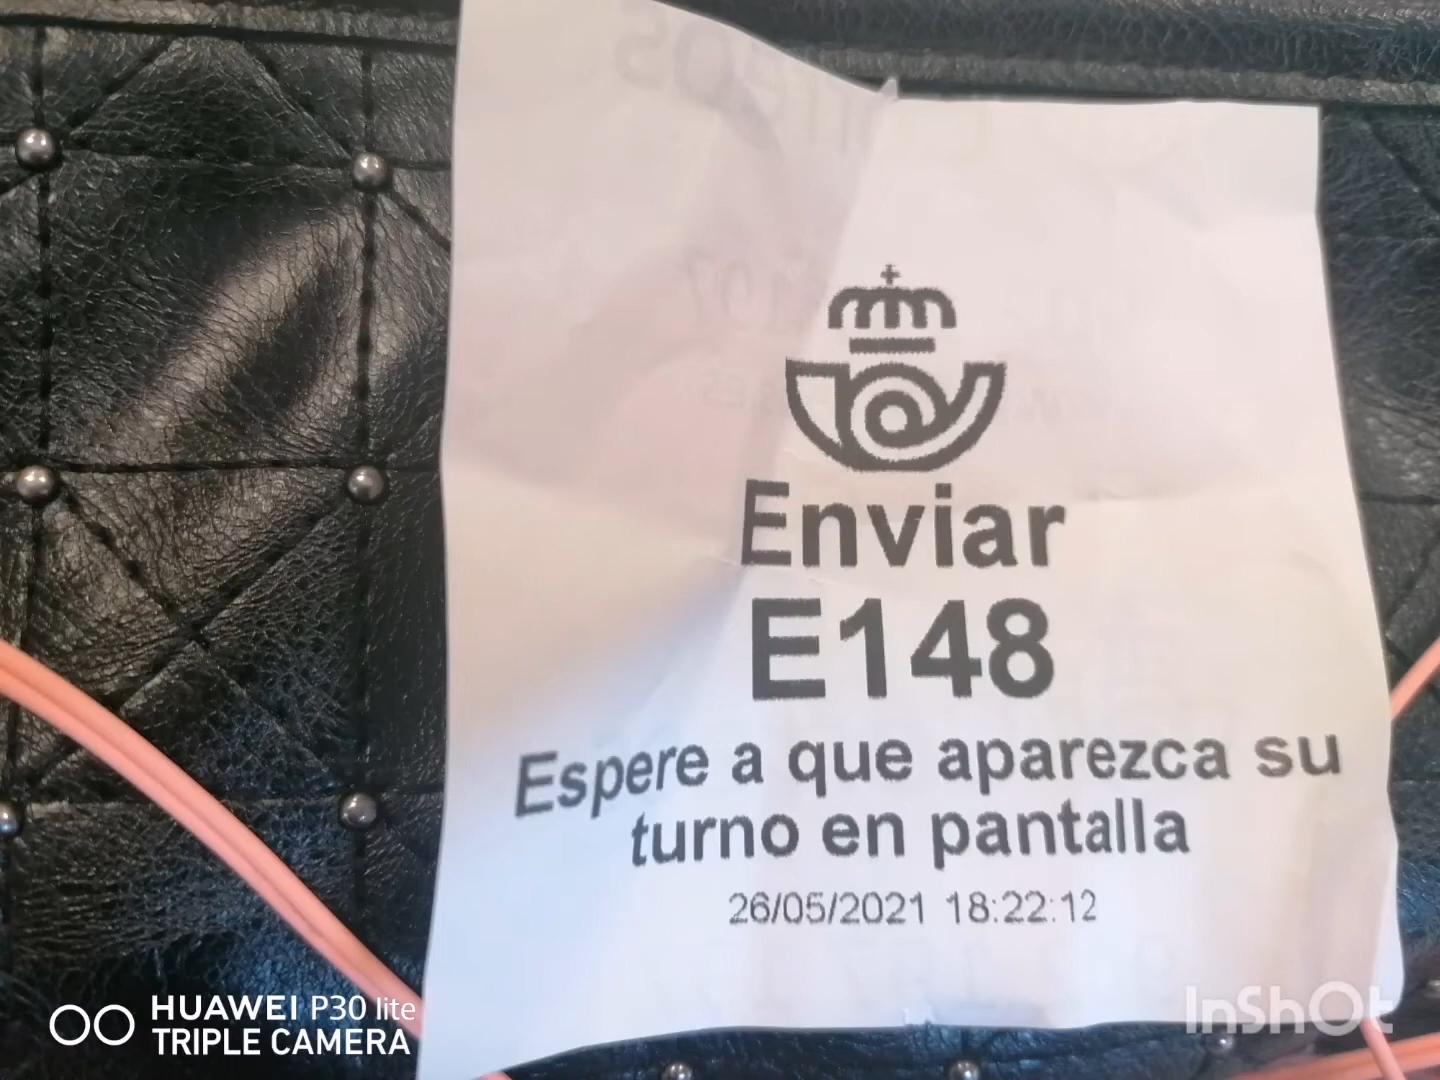 Enviar
E148
Espere a que aparezca su
turno en pantalla
26/05/2021 18:22:12
HUAWEI P30 lite
TRIPLE CAMERA
InShOt